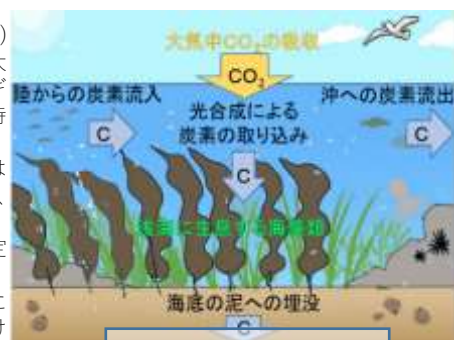 大気中CO₂の吸収
CO₂
陸からの炭素流入
沖への炭素流出
光合成による
炭素の取り込み
C
C
C
海底の泥への埋没
C